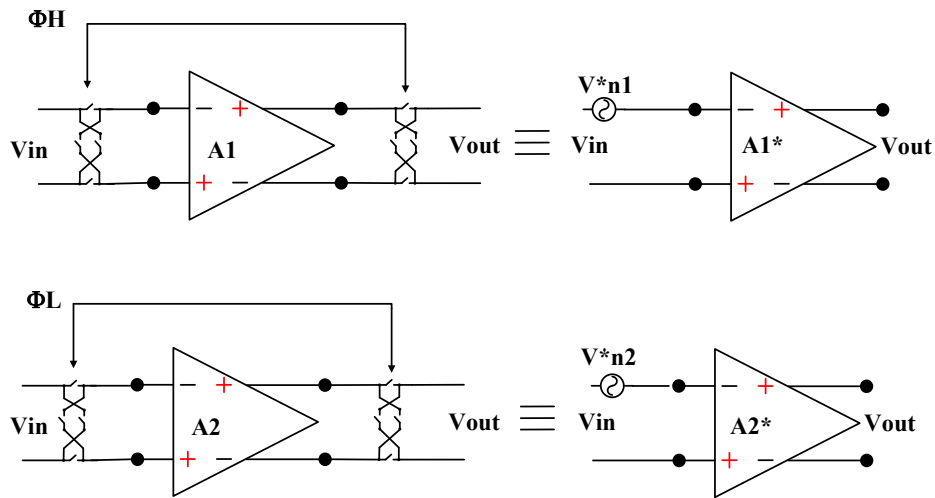 ΦH
V*n1
− +
Vin A1 Vout ≡ Vin A1* Vout
+ −
− +
+ −
ΦL
V*n2
− +
Vin A2 Vout ≡ Vin A2* Vout
+ −
− +
+ −